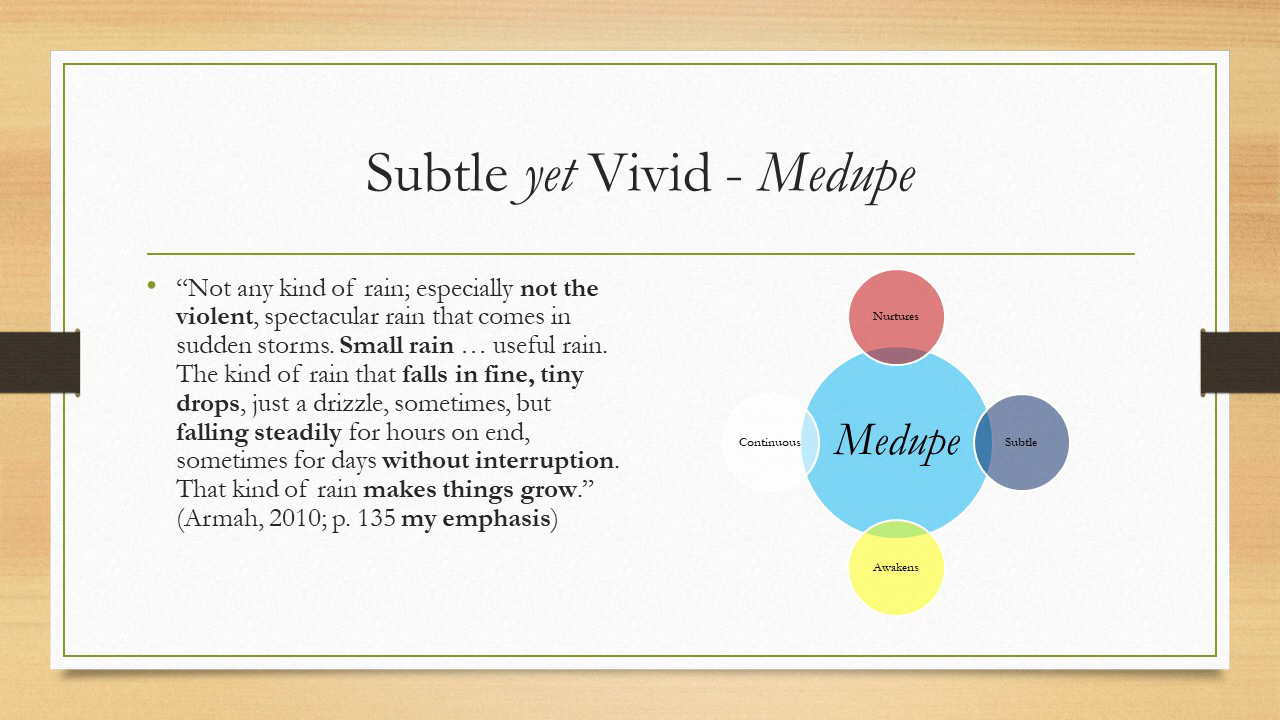 Subtle yet Vivid - Medupe
• “Not any kind of rain; especially not the
violent, spectacular rain that comes in
sudden storms. Small rain … useful rain.
The kind of rain that falls in fine, tiny
drops, just a drizzle, sometimes, but
falling steadily for hours on end,
sometimes for days without interruption.
That kind of rain makes things grow.”
(Armah, 2010; p. 135 my emphasis)
Nurtures
Continuous
Medupe
Subtle
Awakens